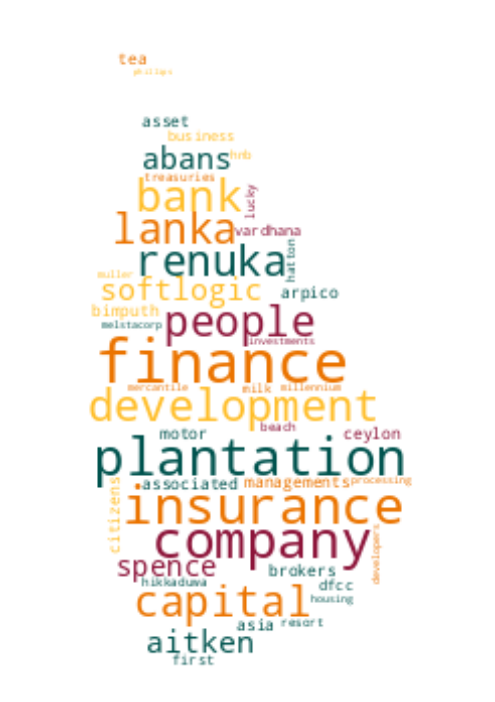 tea
phillips
asset
business
abans hnb
treasuries
bank lucky
lanka vardhana
renuka hatton
muller
softlogic arpico
bimputh
melstacorp people
investments
finance
mercantile milk millennium
development
beach
motor ceylon
plantation
citizens associated managements processing
insurance
company developers
spence brokers
hikkaduwa dfcc
capital housing
asia resort
aitken
first